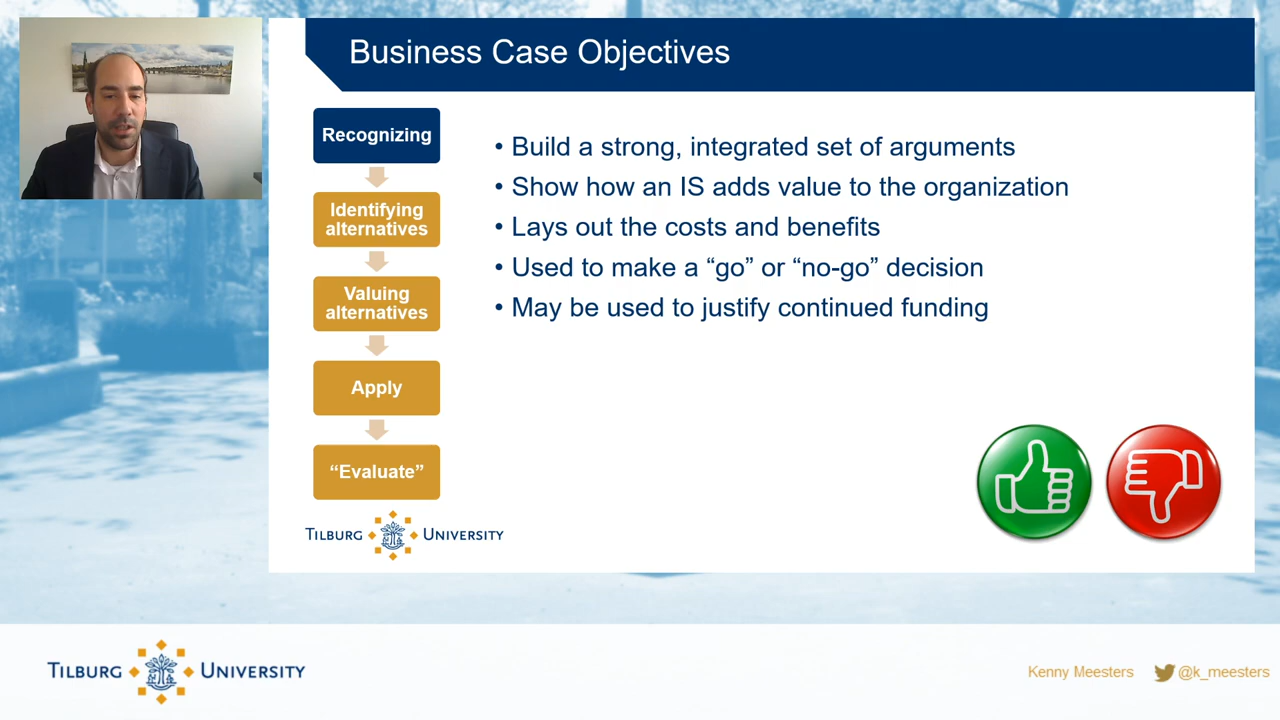 Business Case Objectives
Recognizing
Identifying
alternatives
Valuing
alternatives
Apply
“Evaluate”
• Build a strong, integrated set of arguments
• Show how an IS adds value to the organization
• Lays out the costs and benefits
• Used to make a “go” or “no-go” decision
• May be used to justify continued funding
TILBURG UNIVERSITY
TILBURG UNIVERSITY
Kenny Meesters @k_meesters